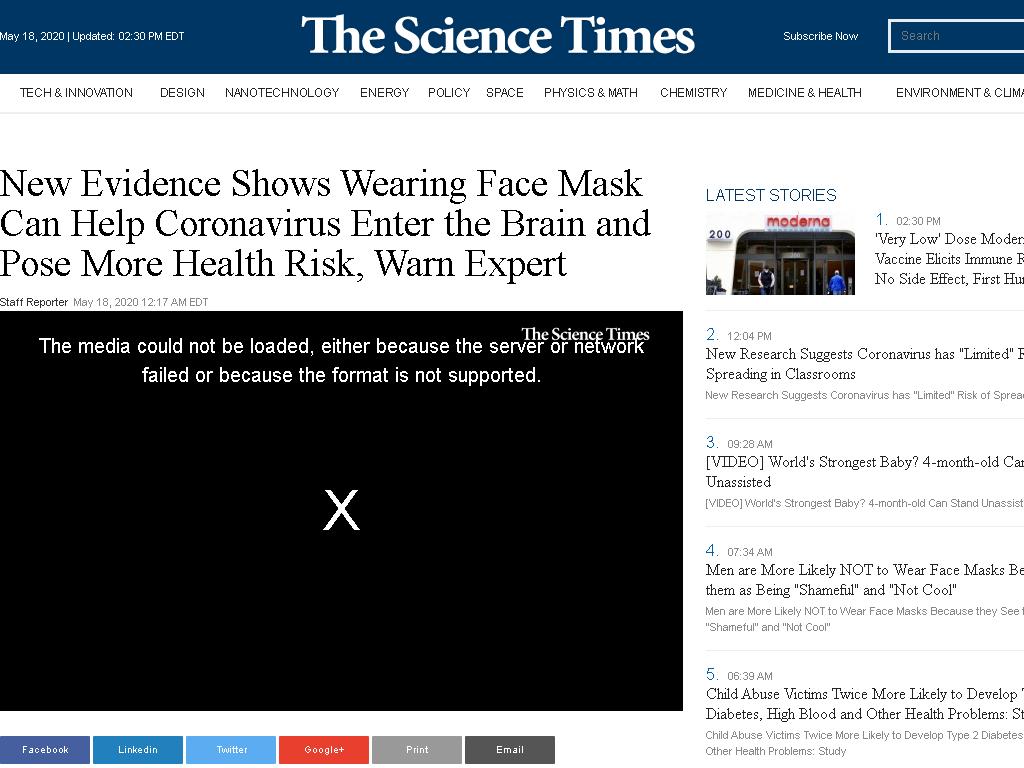 May 18, 2020 | Updated: 02:30 PM EDT
The Science Times
Subscribe Now
Search
TECH & INNOVATION DESIGN NANOTECHNOLOGY ENERGY POLICY SPACE PHYSICS & MATH CHEMISTRY MEDICINE & HEALTH ENVIRONMENT & CLIMA
New Evidence Shows Wearing Face Mask
Can Help Coronavirus Enter the Brain and
Pose More Health Risk, Warn Expert
Staff Reporter May 18, 2020 12:17 AM EDT
The Science Times
The media could not be loaded, either because the server or network
failed or because the format is not supported.
X
Facebook Linkedin Twitter Google+ Print Email
LATEST STORIES
moderna
200
1. 02:30 PM
'Very Low' Dose Modern
Vaccine Elicits Immune R
No Side Effect, First Hu
2. 12:04 PM
New Research Suggests Coronavirus has "Limited" R
Spreading in Classrooms
New Research Suggests Coronavirus has "Limited" Risk of Sprea
3. 09:28 AM
[VIDEO] World's Strongest Baby? 4-month-old Can
Unassisted
[VIDEO] World's Strongest Baby? 4-month-old Can Stand Unassist
4. 07:34 AM
Men are More Likely NOT to Wear Face Masks Be
them as Being "Shameful" and "Not Cool"
Men are More Likely NOT to Wear Face Masks Because they See t
"Shameful" and "Not Cool"
5. 06:39 AM
Child Abuse Victims Twice More Likely to Develop T
Diabetes, High Blood and Other Health Problems: St
Child Abuse Victims Twice More Likely to Develop Type 2 Diabetes
Other Health Problems: Study